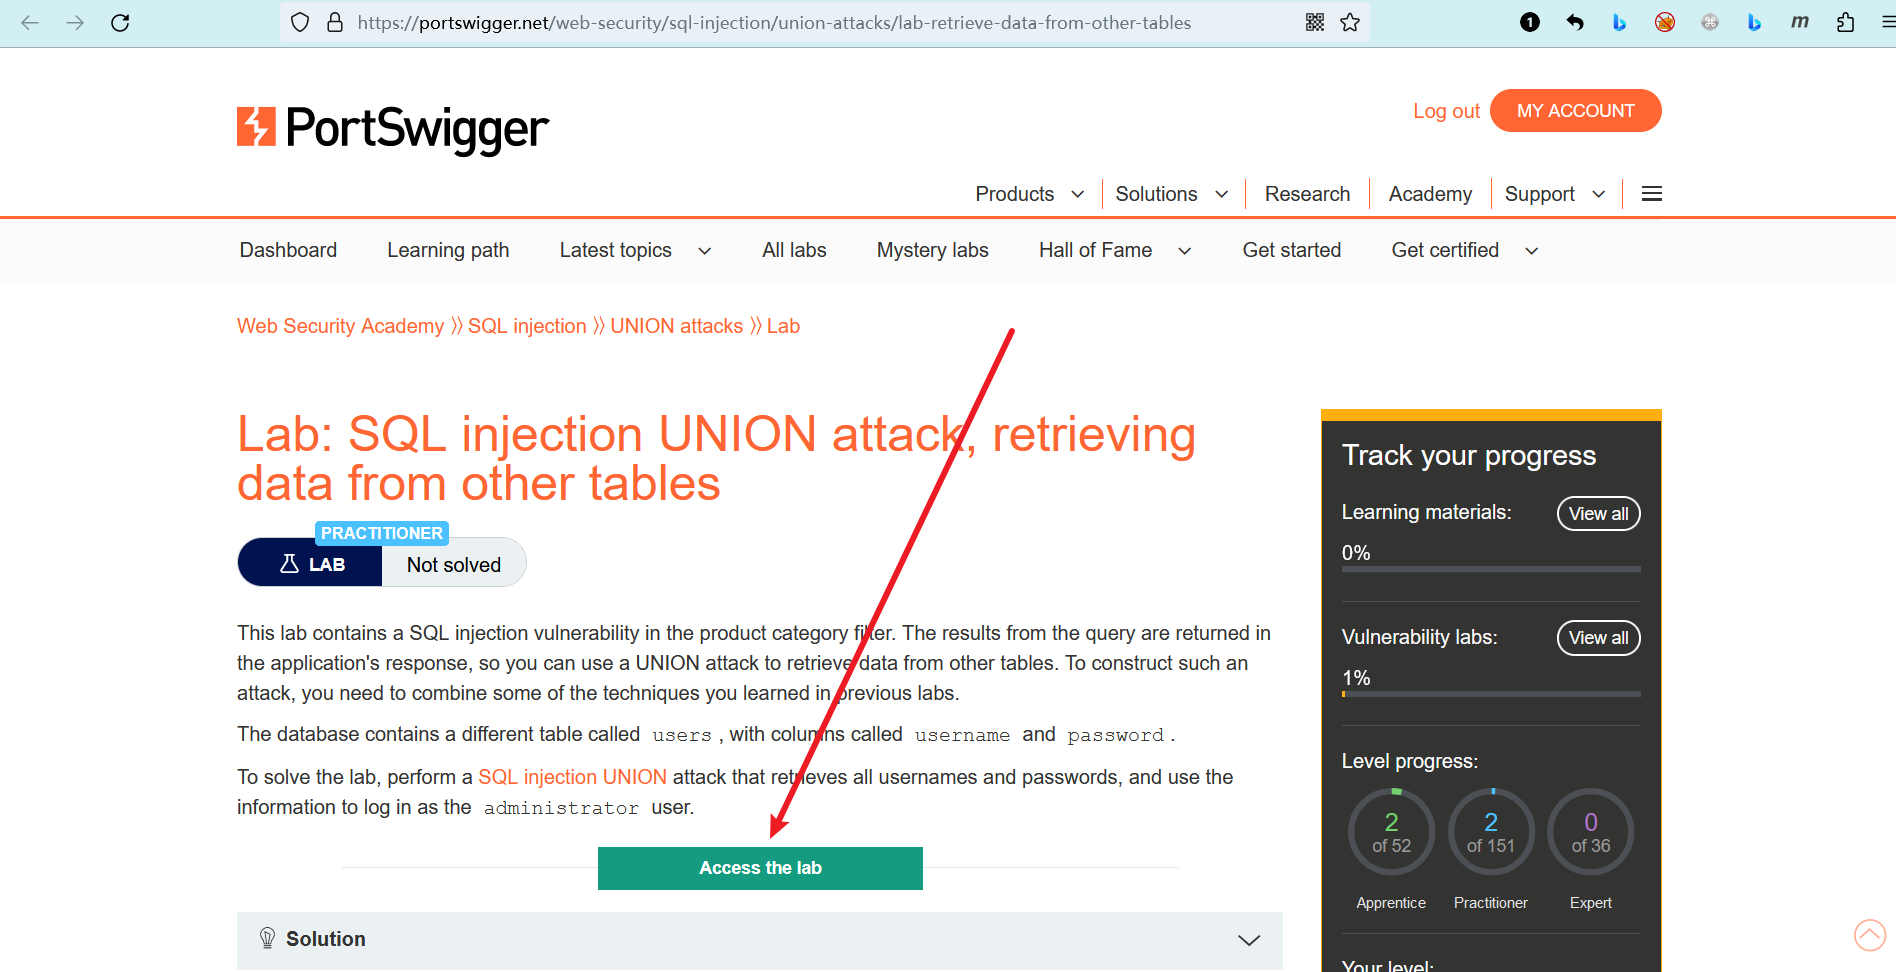 https://portswigger.net/web-security/sql-injection/union-attacks/lab-retrieve-data-from-other-tables
1
m
PortSwigger
Log out
MY ACCOUNT
Products
Solutions
Research
Academy
Support
Dashboard
Learning path
Latest topics
All labs
Mystery labs
Hall of Fame
Get started
Get certified
Web Security Academy 》 SQL injection 》 UNION attacks 》 Lab
Lab: SQL injection UNION attack, retrieving
data from other tables
PRACTITIONER
LAB
Not solved
This lab contains a SQL injection vulnerability in the product category filter. The results from the query are returned in
the application's response, so you can use a UNION attack to retrieve data from other tables. To construct such an
attack, you need to combine some of the techniques you learned in previous labs.
The database contains a different table called users , with columns called username and password .
To solve the lab, perform a SQL injection UNION attack that retrieves all usernames and passwords, and use the
information to log in as the administrator user.
Access the lab
Solution
Track your progress
Learning materials:
View all
0%
Vulnerability labs:
View all
1%
Level progress:
2
of 52
2
of 151
0
of 36
Apprentice
Practitioner
Expert
Your level: